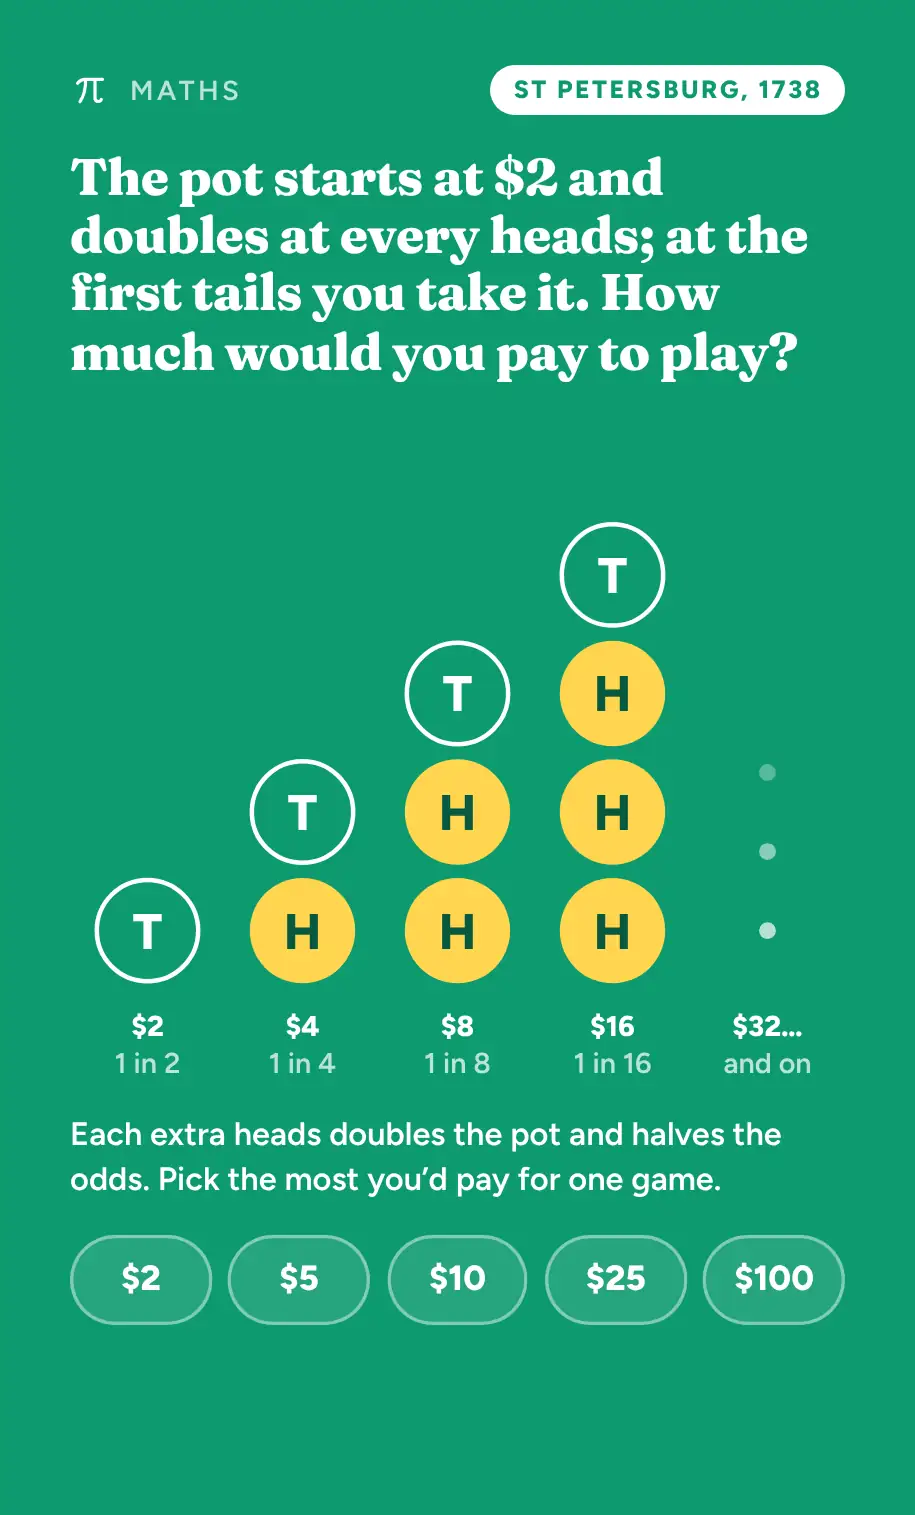 π MATHS
ST PETERSBURG, 1738
The pot starts at $2 and
doubles at every heads; at the
first tails you take it. How
much would you pay to play?
T
T H
T H H
T H H H
$2 $4 $8 $16 $32...
1 in 2 1 in 4 1 in 8 1 in 16 and on
Each extra heads doubles the pot and halves the
odds. Pick the most you’d pay for one game.
$2 $5 $10 $25 $100